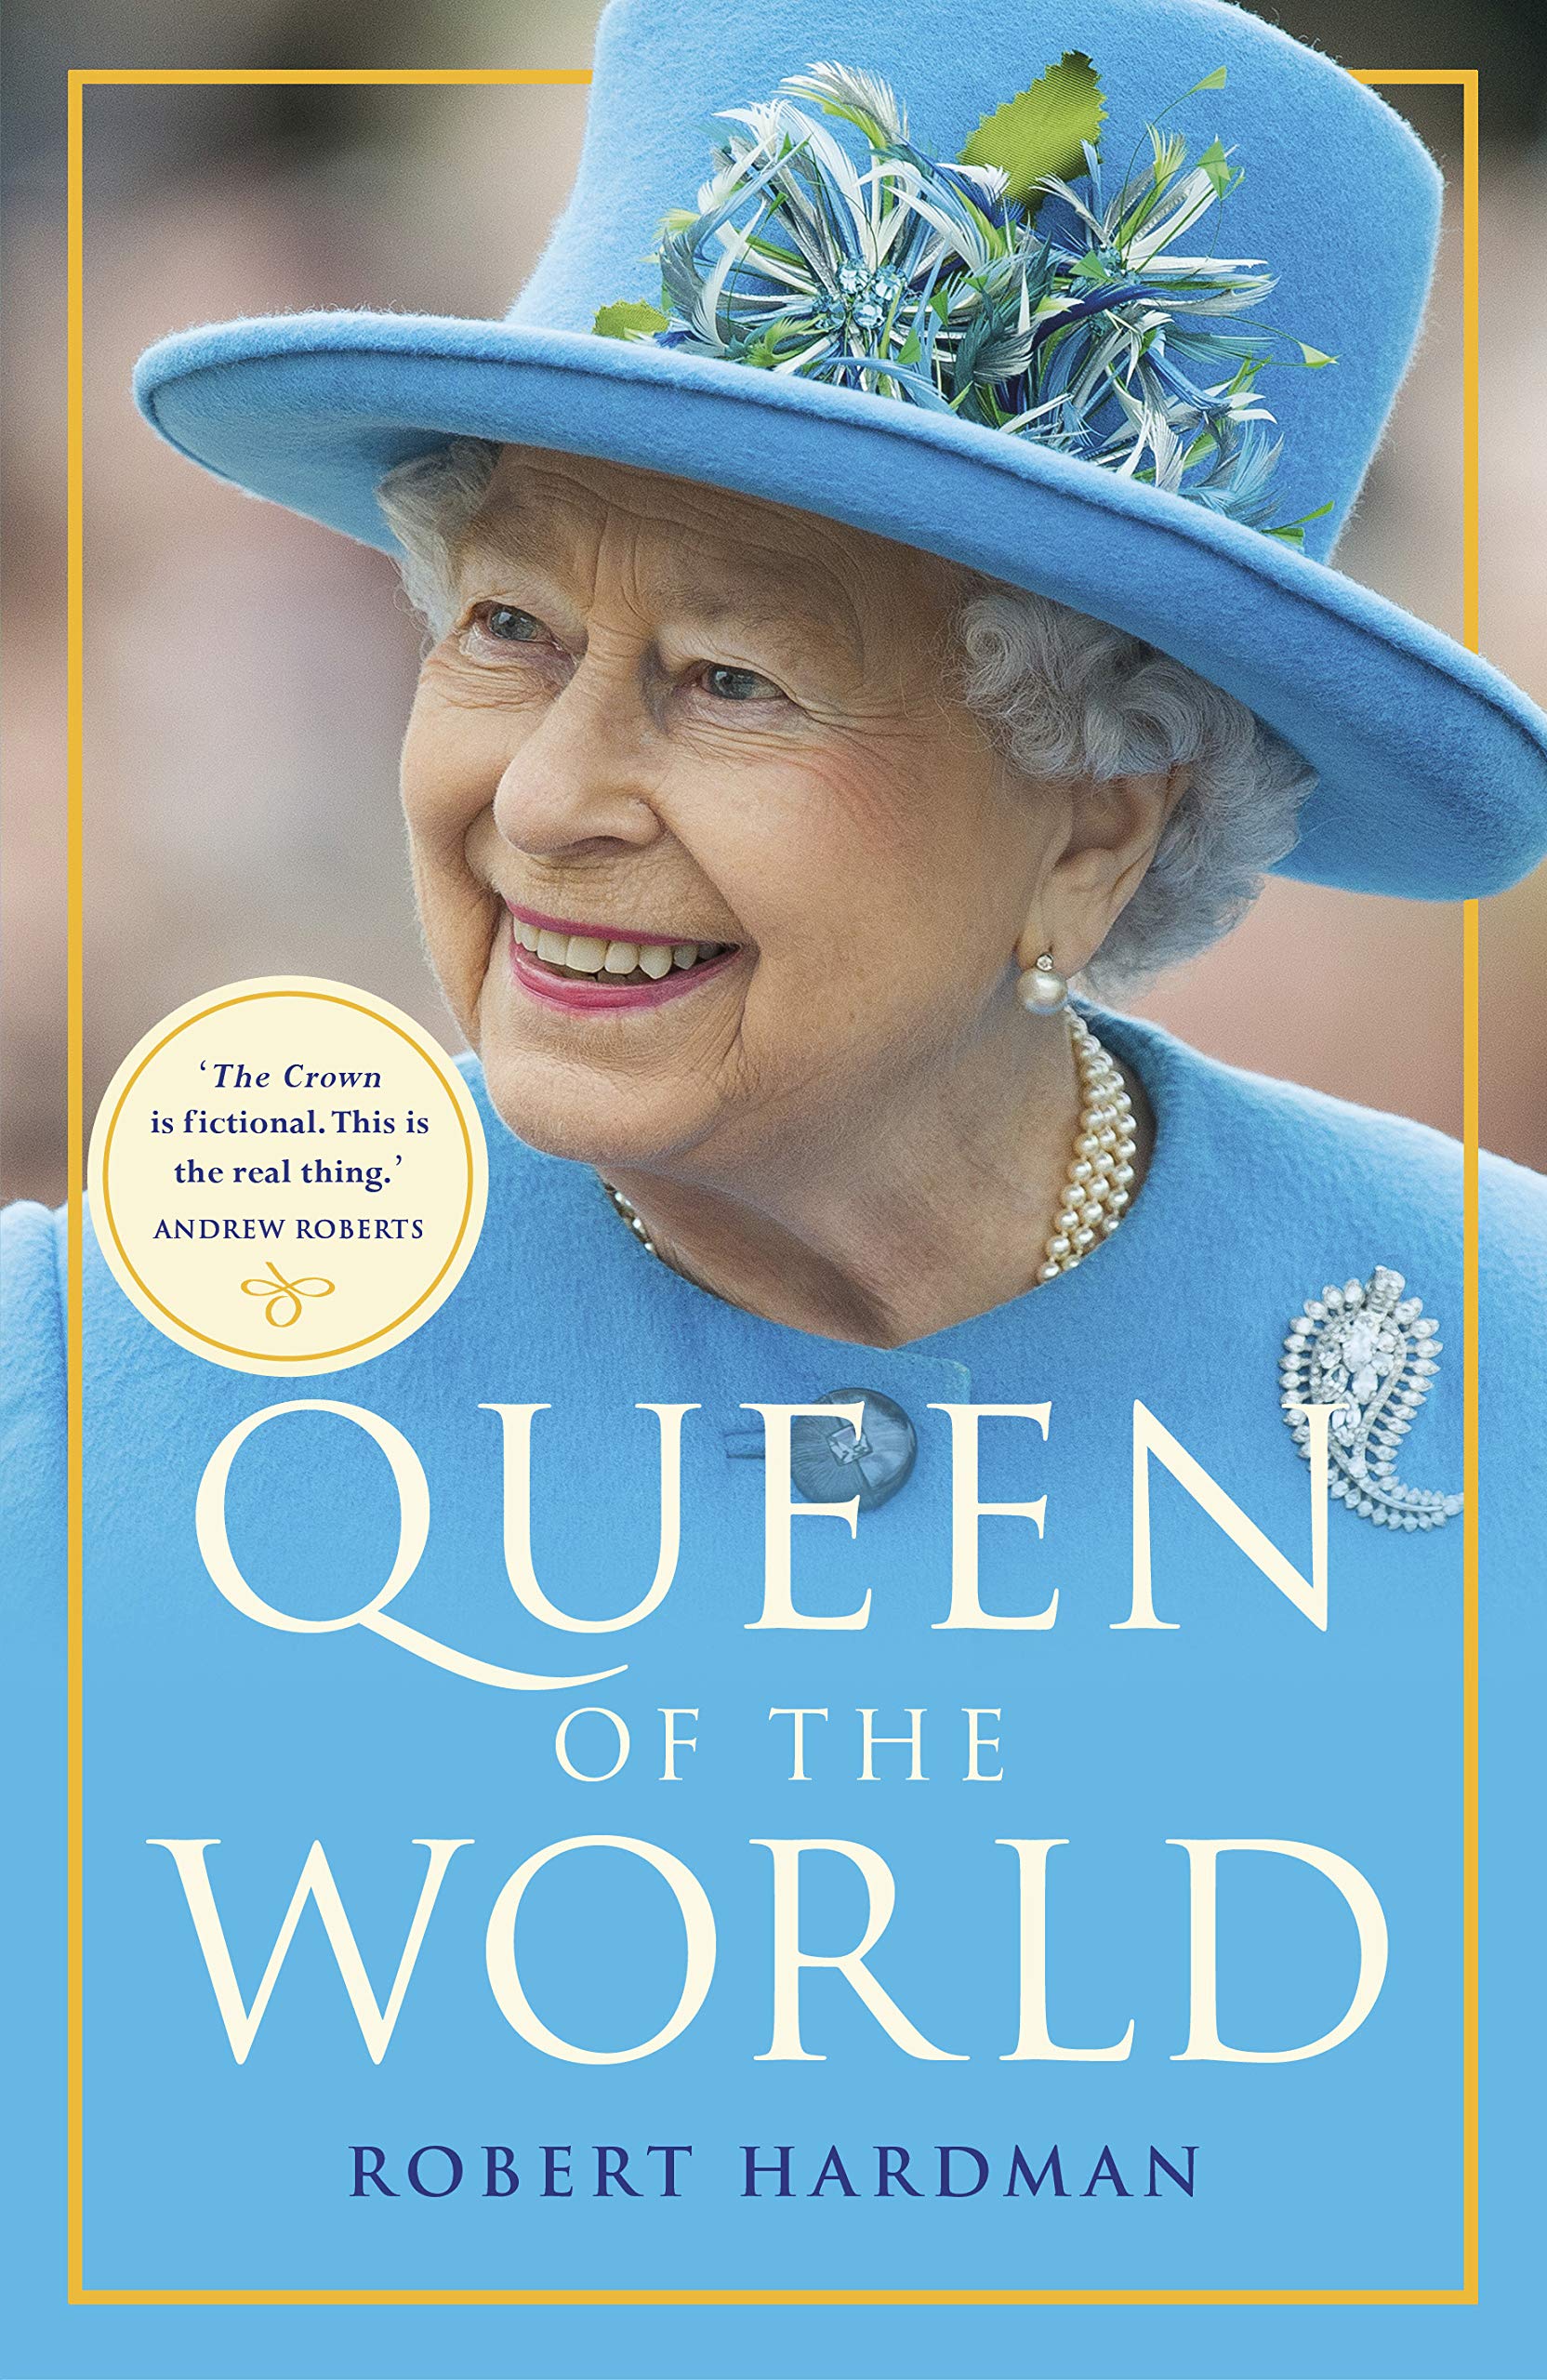 ‘The Crown
is fictional. This is
the real thing.’
ANDREW ROBERTS
QUEEN
OF THE
WORLD
ROBERT HARDMAN